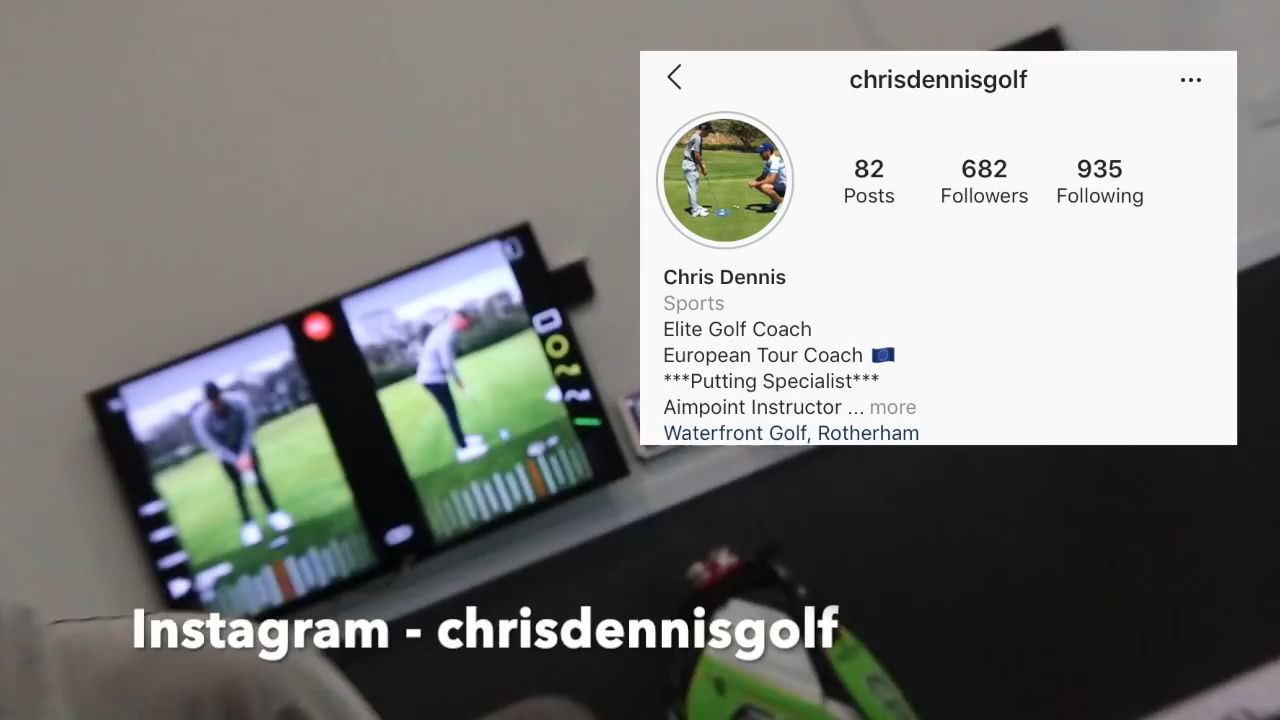 chrisdennisgolf
82 682 935
Posts Followers Following
Chris Dennis
Sports
Elite Golf Coach
European Tour Coach 🇪🇺
***Putting Specialist***
Aimpoint Instructor ... more
Waterfront Golf, Rotherham
Instagram - chrisdennisgolf